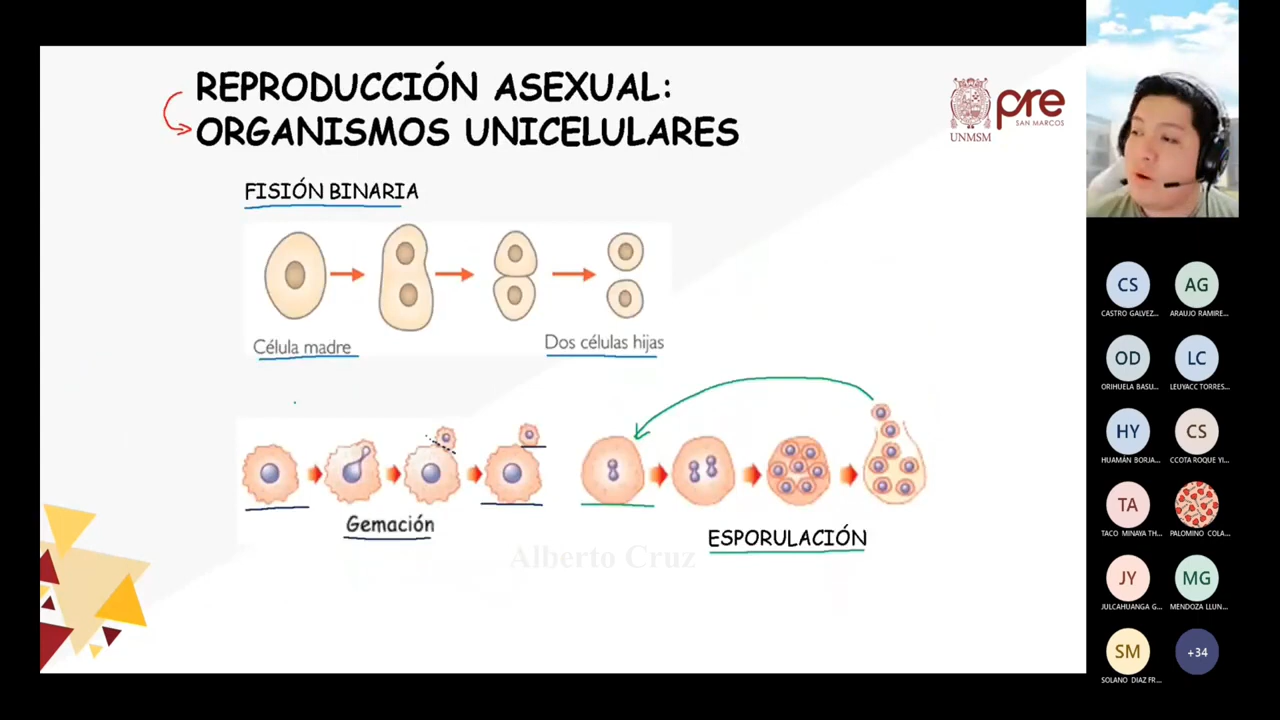 REPRODUCCIÓN ASEXUAL:
ORGANISMOS UNICELULARES
UNMSM
pre
SAN MARCOS
FISIÓN BINARIA
Célula madre
Dos células hijas
Gemación
ESPORULACIÓN
Alberto Cruz
CS
AG
CASTRO GALVEZ...
ARAUJO RAMIRE...
OD
LC
ORIHUELA BASU...
LEUYACC TORRES...
HY
CS
HUAMÁN BORJA...
CCOTA ROQUE YI...
TA
TACO MINAYA TH...
PALOMINO COLA...
JY
MG
JULCAHUANGA G...
MENDOZA LLUN...
SM
+34
SOLANO DIAZ FR...